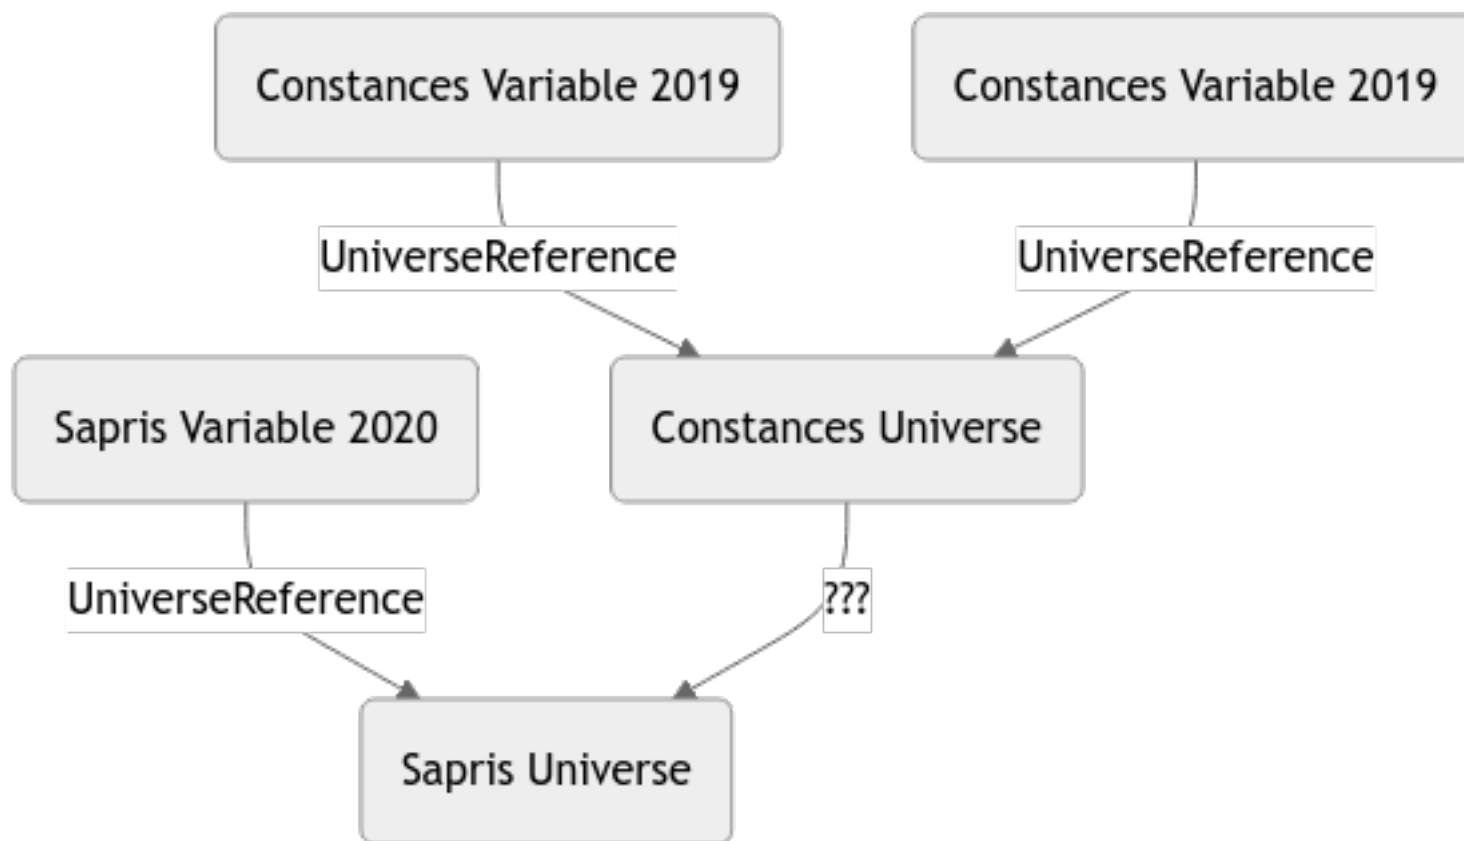 Constances Variable 2019
Constances Variable 2019
UniverseReference
UniverseReference
Sapris Variable 2020
Constances Universe
UniverseReference
???
Sapris Universe